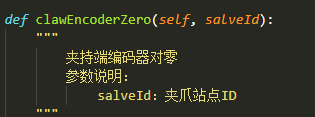 def clawEncoderZero(self, salveId):
"""
夹持端编码器对零
参数说明：
salveId：夹爪站点ID
"""